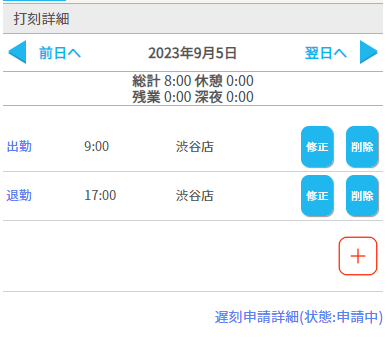 打刻詳細
前日へ 2023年9月5日 翌日へ
総計 8:00 休憩 0:00
残業 0:00 深夜 0:00
出勤 9:00 渋谷店 修正 削除
退勤 17:00 渋谷店 修正 削除
+
遅刻申請詳細(状態:申請中)